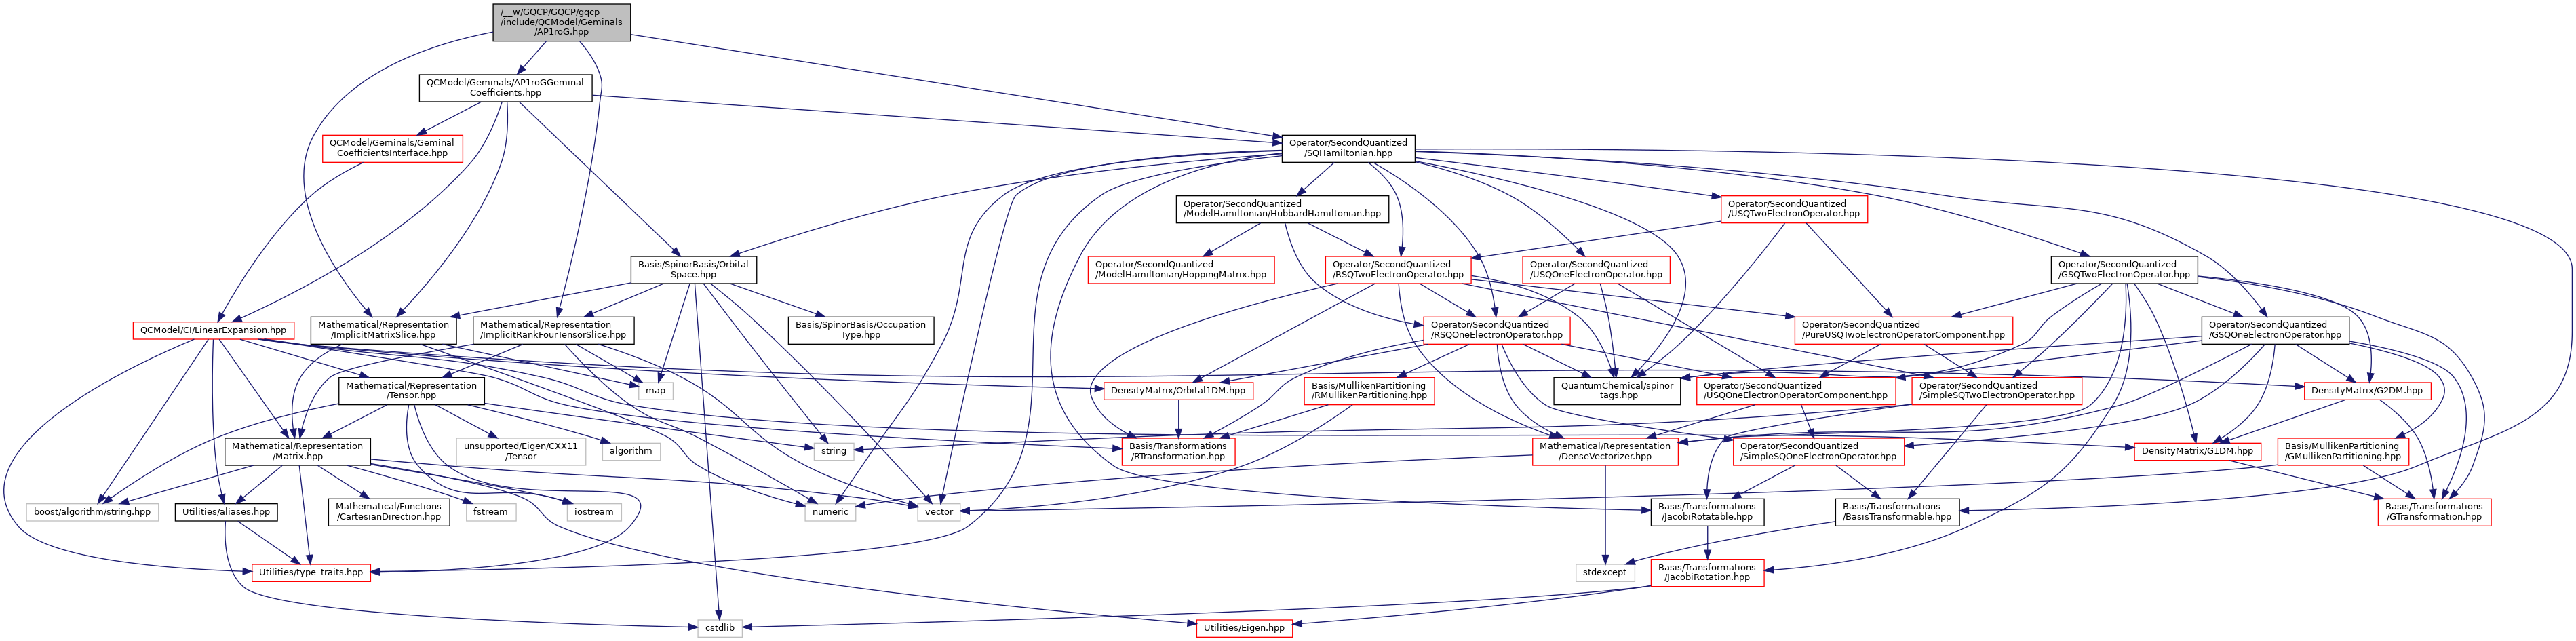 /__w/GQCP/GQCP/gqcp
/include/QCModel/Geminals
/AP1roG.hpp
QCModel/Geminals/AP1roGGeminal
Coefficients.hpp
QCModel/Geminals/Geminal
CoefficientsInterface.hpp
Operator/SecondQuantized
/SQHamiltonian.hpp
Operator/SecondQuantized
/ModelHamiltonian/HubbardHamiltonian.hpp
Operator/SecondQuantized
/USQTwoElectronOperator.hpp
Basis/SpinorBasis/Orbital
Space.hpp
Operator/SecondQuantized
/ModelHamiltonian/HoppingMatrix.hpp
Operator/SecondQuantized
/RSQTwoElectronOperator.hpp
Operator/SecondQuantized
/USQOneElectronOperator.hpp
Operator/SecondQuantized
/GSQTwoElectronOperator.hpp
QCModel/CI/LinearExpansion.hpp
Mathematical/Representation
/ImplicitMatrixSlice.hpp
Mathematical/Representation
/ImplicitRankFourTensorSlice.hpp
Basis/SpinorBasis/Occupation
Type.hpp
Operator/SecondQuantized
/RSQOneElectronOperator.hpp
Operator/SecondQuantized
/PureUSQTwoElectronOperatorComponent.hpp
Operator/SecondQuantized
/GSQOneElectronOperator.hpp
Mathematical/Representation
/Tensor.hpp
map
DensityMatrix/Orbital1DM.hpp
Basis/MullikenPartitioning
/RMullikenPartitioning.hpp
QuantumChemical/spinor
_tags.hpp
Operator/SecondQuantized
/USQOneElectronOperatorComponent.hpp
Operator/SecondQuantized
/SimpleSQTwoElectronOperator.hpp
DensityMatrix/G2DM.hpp
Mathematical/Representation
/Matrix.hpp
unsupported/Eigen/CXX11
/Tensor
algorithm
string
Basis/Transformations
/RTransformation.hpp
Mathematical/Representation
/DenseVectorizer.hpp
Operator/SecondQuantized
/SimpleSQOneElectronOperator.hpp
DensityMatrix/G1DM.hpp
Basis/MullikenPartitioning
/GMullikenPartitioning.hpp
boost/algorithm/string.hpp
Utilities/aliases.hpp
Mathematical/Functions
/CartesianDirection.hpp
fstream
iostream
numeric
vector
Basis/Transformations
/JacobiRotatable.hpp
Basis/Transformations
/BasisTransformable.hpp
Basis/Transformations
/GTransformation.hpp
Utilities/type_traits.hpp
stdexcept
Basis/Transformations
/JacobiRotation.hpp
cstdlib
Utilities/Eigen.hpp